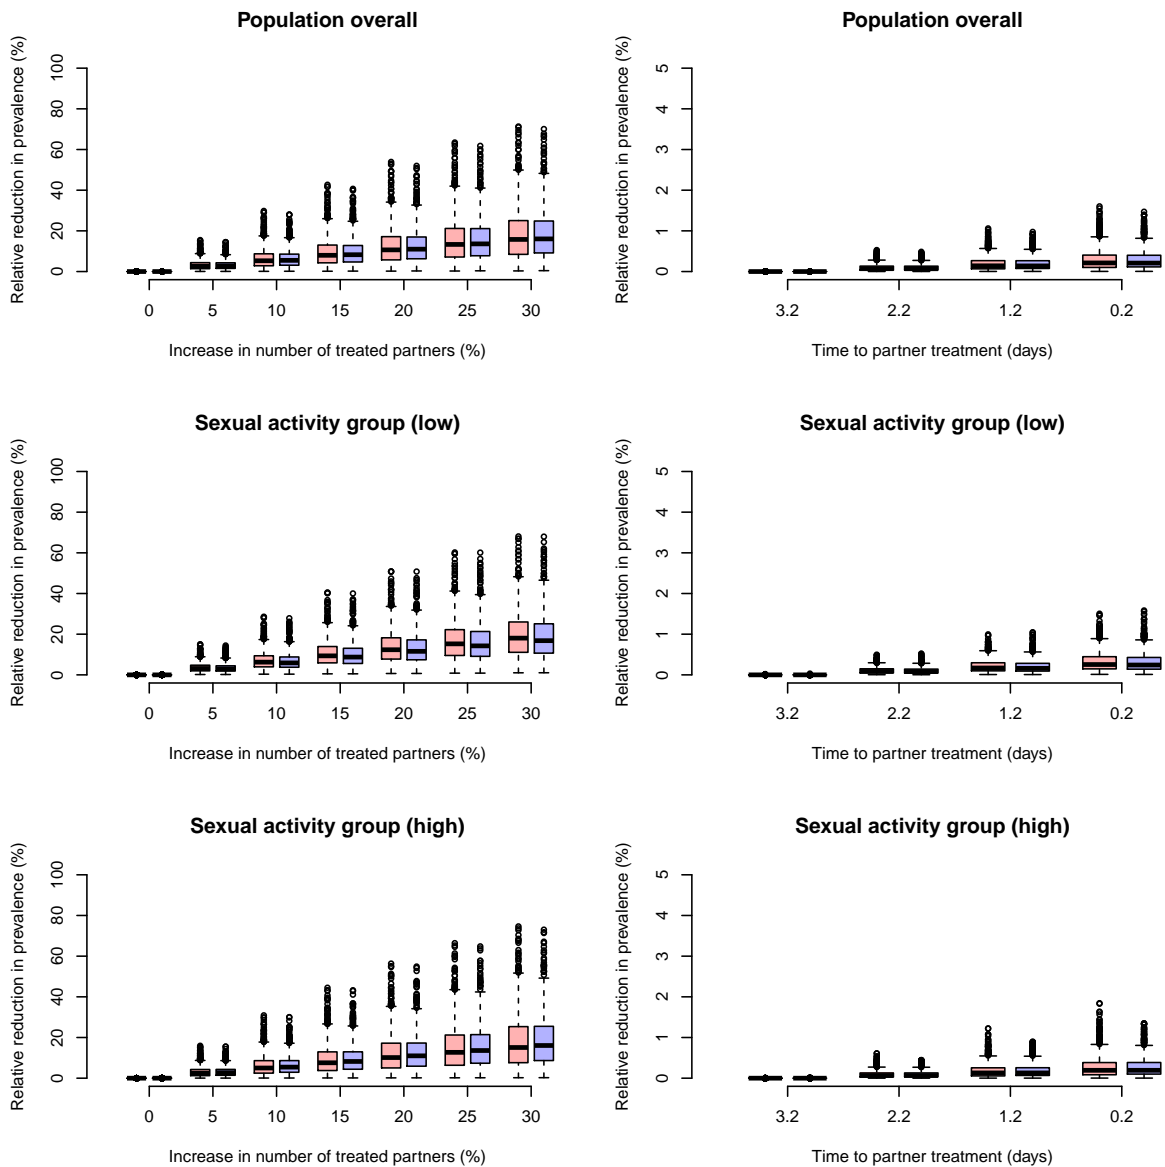 Population overall
Relative reduction in prevalence (%)
100
80
60
40
20
0
0 5 10 15 20 25 30
Increase in number of treated partners (%)
Population overall
Relative reduction in prevalence (%)
5
4
3
2
1
0
3.2 2.2 1.2 0.2
Time to partner treatment (days)
Sexual activity group (low)
Relative reduction in prevalence (%)
100
80
60
40
20
0
0 5 10 15 20 25 30
Increase in number of treated partners (%)
Sexual activity group (low)
Relative reduction in prevalence (%)
5
4
3
2
1
0
3.2 2.2 1.2 0.2
Time to partner treatment (days)
Sexual activity group (high)
Relative reduction in prevalence (%)
100
80
60
40
20
0
0 5 10 15 20 25 30
Increase in number of treated partners (%)
Sexual activity group (high)
Relative reduction in prevalence (%)
5
4
3
2
1
0
3.2 2.2 1.2 0.2
Time to partner treatment (days)